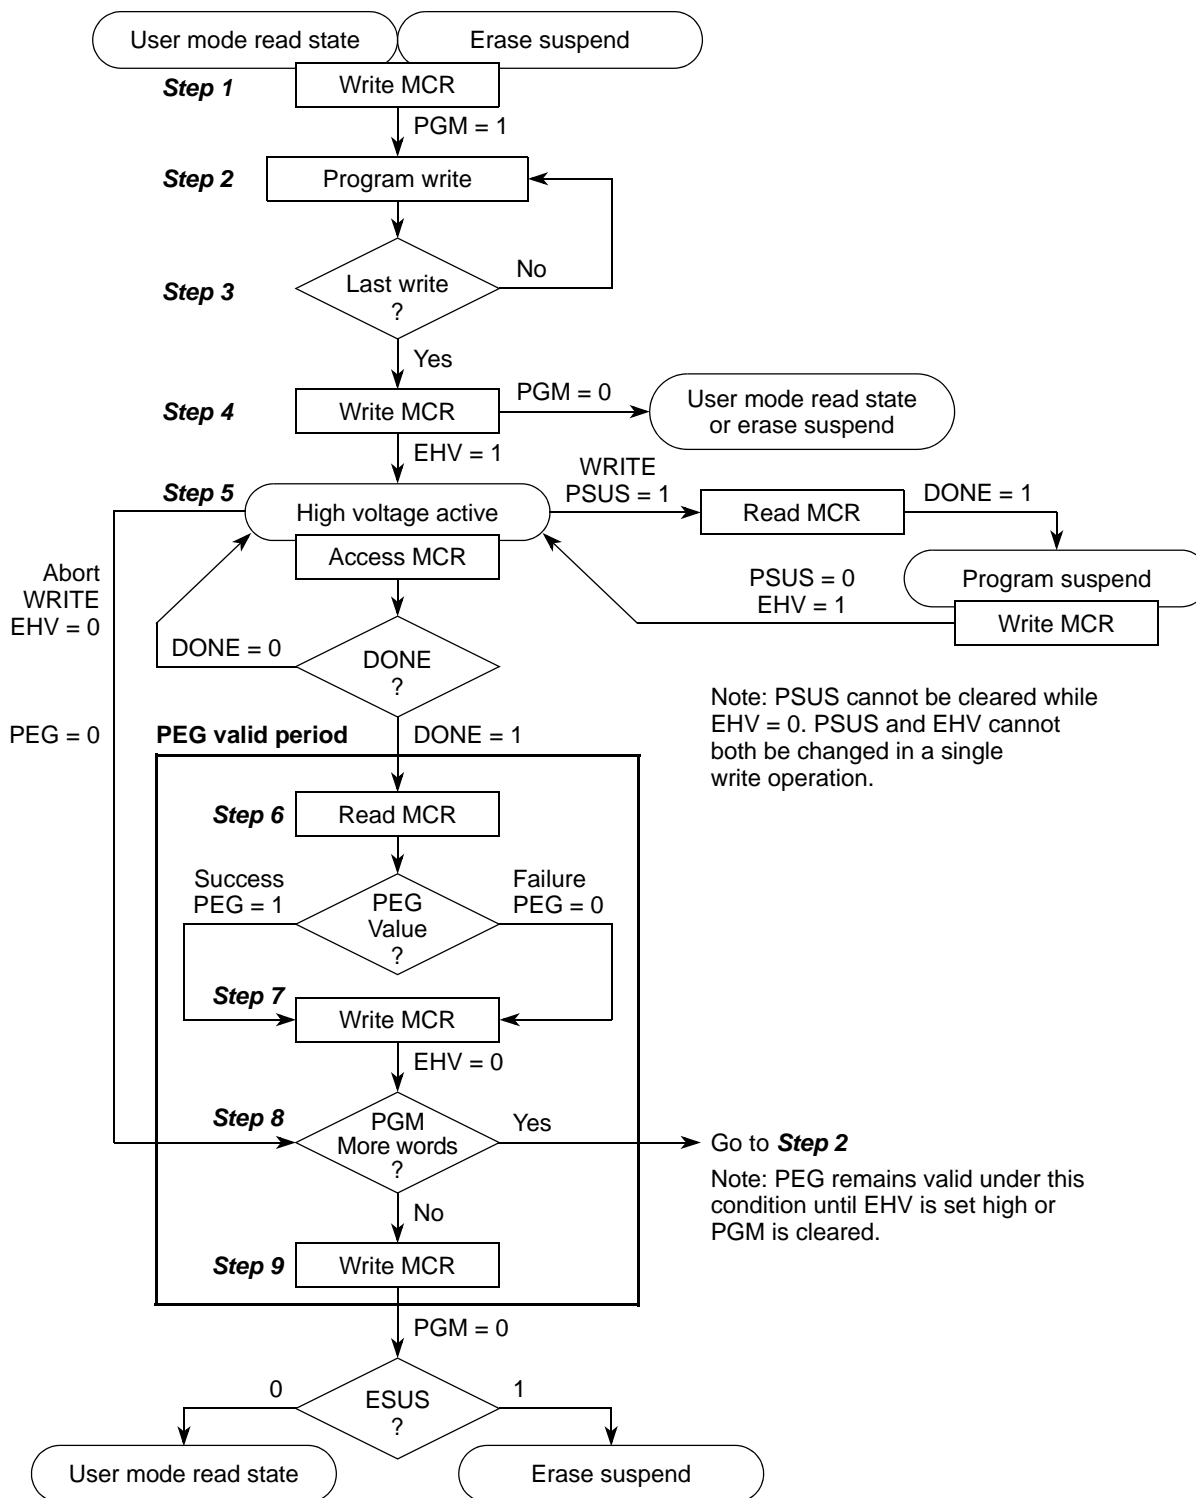 User mode read state
Erase suspend
Step 1
Write MCR
PGM = 1
Step 2
Program write
Step 3
Last write
?
No
Yes
Step 4
Write MCR
PGM = 0
User mode read state
or erase suspend
EHV = 1
WRITE
PSUS = 1
Step 5
High voltage active
Read MCR
DONE = 1
Access MCR
Abort
WRITE
EHV = 0
PSUS = 0
EHV = 1
Program suspend
Write MCR
DONE = 0
DONE
?
Note: PSUS cannot be cleared while
EHV = 0. PSUS and EHV cannot
both be changed in a single
write operation.
PEG = 0
PEG valid period
DONE = 1
Step 6
Read MCR
Success
PEG = 1
PEG
Value
?
Failure
PEG = 0
Step 7
Write MCR
EHV = 0
Step 8
PGM
More words
?
Yes
Go to Step 2
Note: PEG remains valid under this
condition until EHV is set high or
PGM is cleared.
No
Step 9
Write MCR
PGM = 0
0
ESUS
?
1
User mode read state
Erase suspend